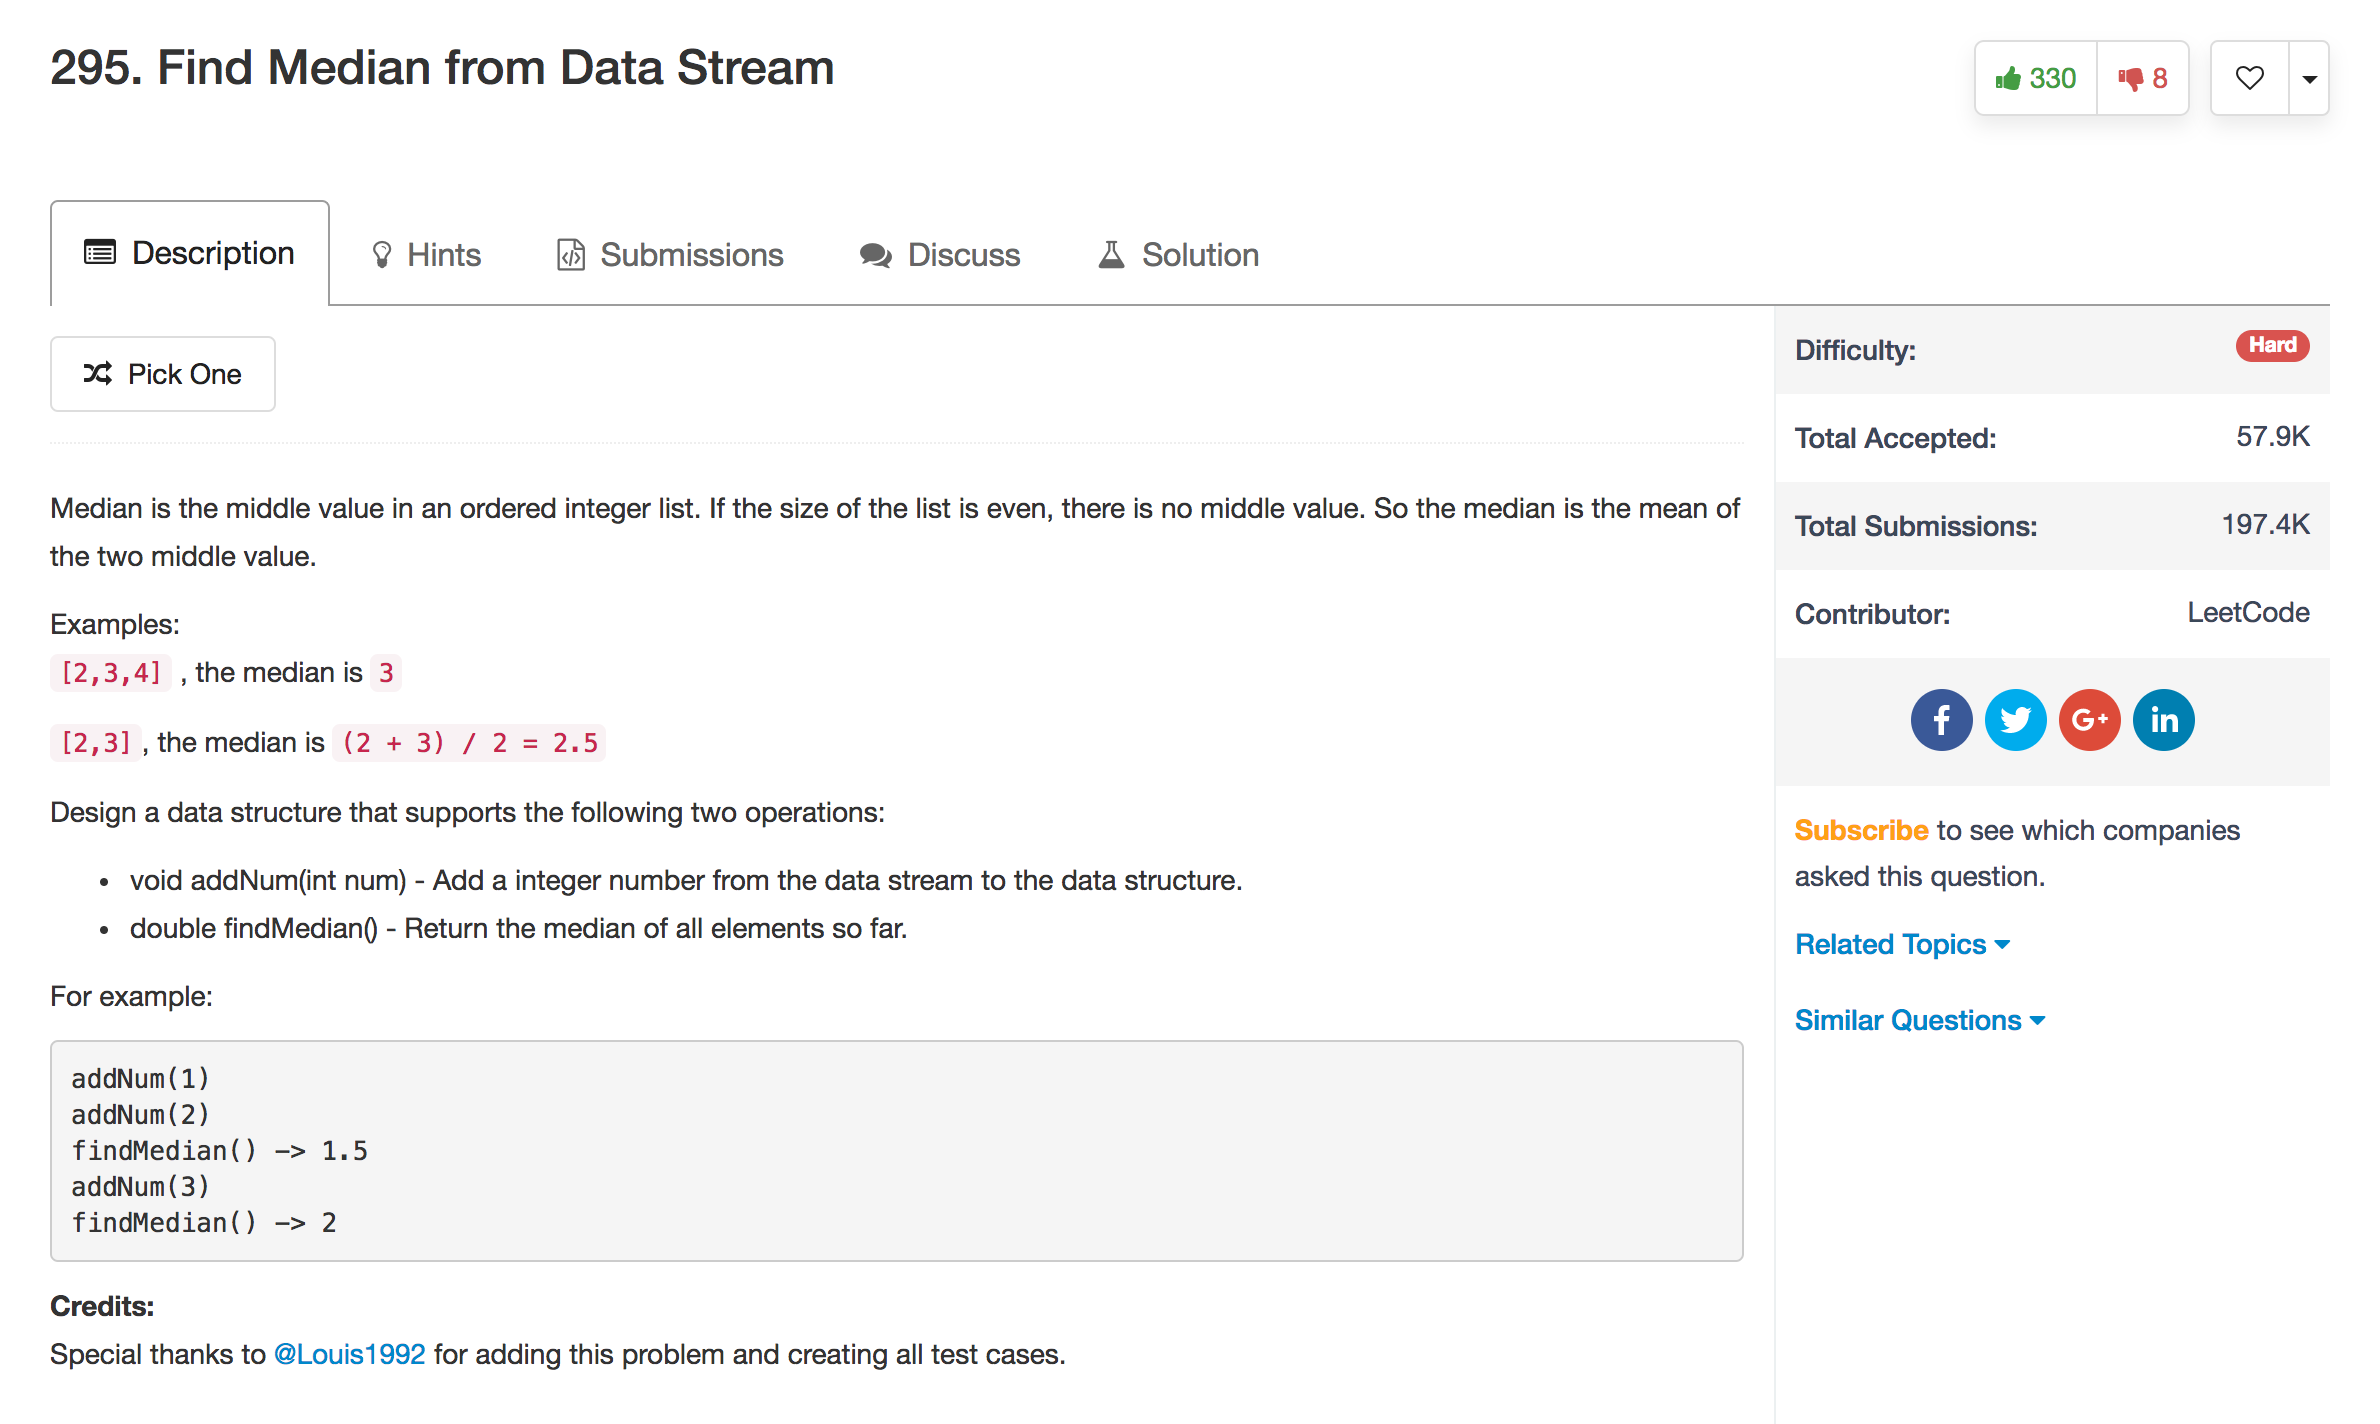 295. Find Median from Data Stream
330
8
Description
Hints
Submissions
Discuss
Solution
Pick One
Median is the middle value in an ordered integer list. If the size of the list is even, there is no middle value. So the median is the mean of
the two middle value.
Examples:
[2,3,4] , the median is 3
[2,3] , the median is (2 + 3) / 2 = 2.5
Design a data structure that supports the following two operations:
• void addNum(int num) - Add a integer number from the data stream to the data structure.
• double findMedian() - Return the median of all elements so far.
For example:
addNum(1)
addNum(2)
findMedian() -> 1.5
addNum(3)
findMedian() -> 2
Credits:
Special thanks to @Louis1992 for adding this problem and creating all test cases.
Difficulty: Hard
Total Accepted: 57.9K
Total Submissions: 197.4K
Contributor: LeetCode
f
G+
in
Subscribe to see which companies
asked this question.
Related Topics
Similar Questions